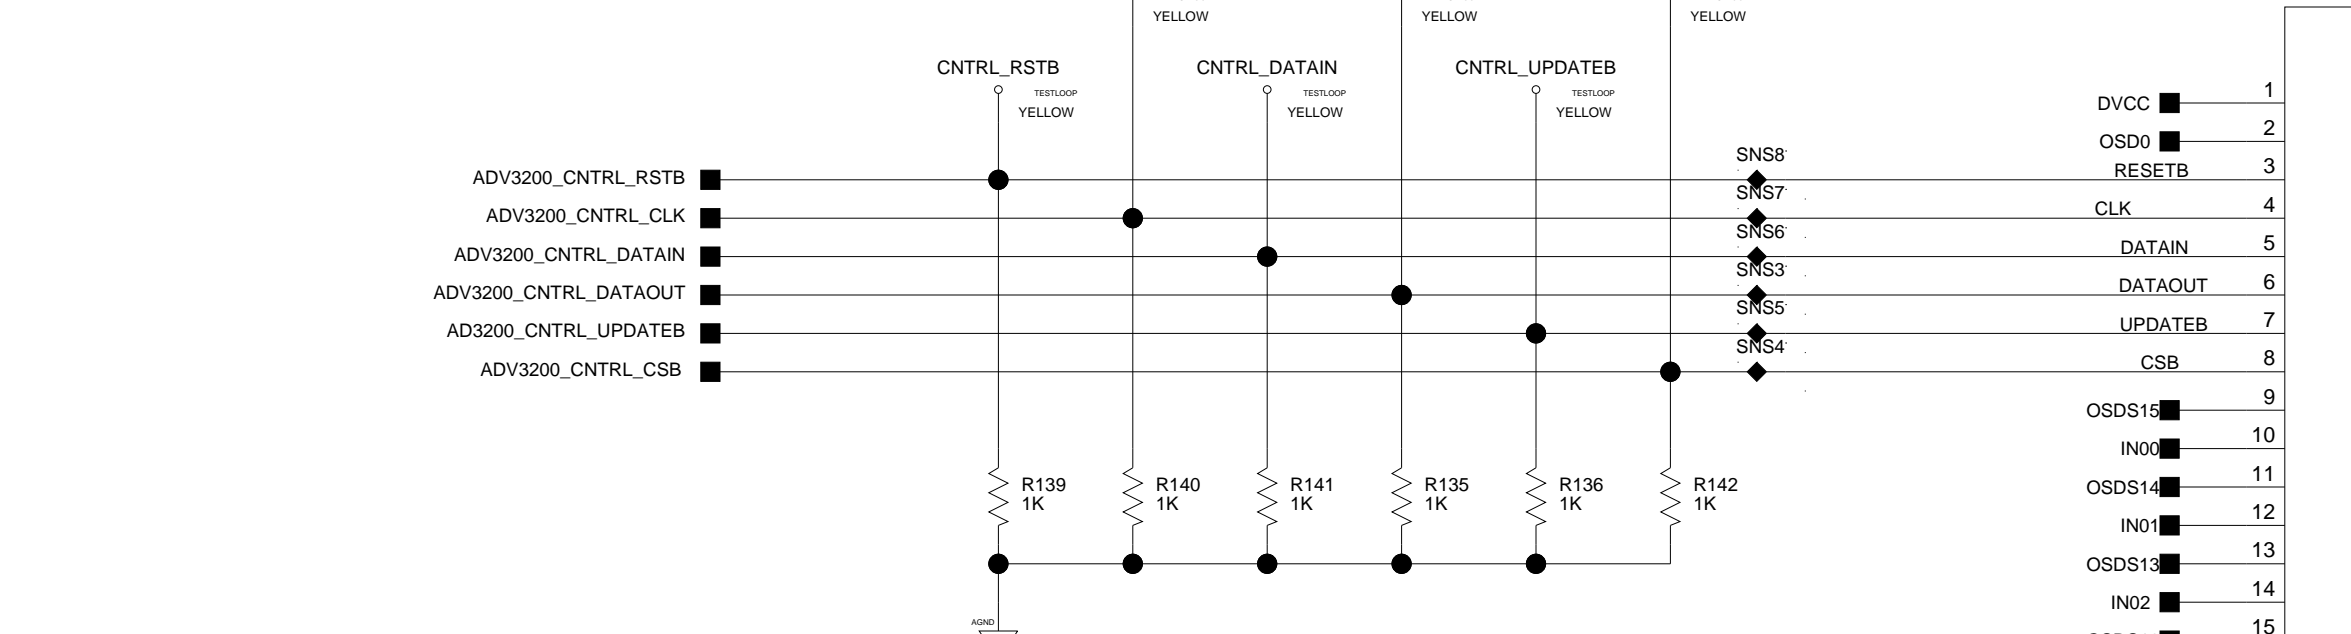 YELLOW
YELLOW
YELLOW
CNTRL_RSTB
CNTRL_DATAIN
CNTRL_UPDATEB
TESTLOOP
TESTLOOP
TESTLOOP
YELLOW
YELLOW
YELLOW
DVCC
1
OSD0
2
ADV3200_CNTRL_RSTB
SNS8
RESETB
3
ADV3200_CNTRL_CLK
SNS7
CLK
4
ADV3200_CNTRL_DATAIN
SNS6
DATAIN
5
ADV3200_CNTRL_DATAOUT
SNS3
DATAOUT
6
AD3200_CNTRL_UPDATEB
SNS5
UPDATEB
7
ADV3200_CNTRL_CSB
SNS4
CSB
8
OSDS15
9
IN00
10
OSDS14
11
IN01
12
OSDS13
13
IN02
14
15
R139
1K
R140
1K
R141
1K
R135
1K
R136
1K
R142
1K
AGND